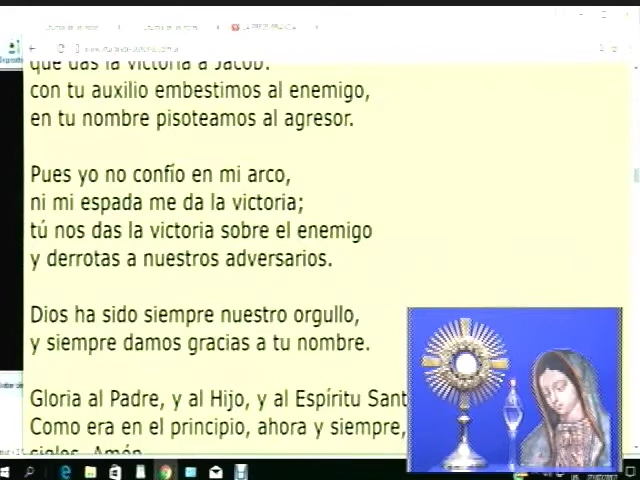 que das la victoria a Jacob.
con tu auxilio embestimos al enemigo,
en tu nombre pisoteamos al agresor.
Pues yo no confío en mi arco,
ni mi espada me da la victoria;
tú nos das la victoria sobre el enemigo
y derrotas a nuestros adversarios.
Dios ha sido siempre nuestro orgullo,
y siempre damos gracias a tu nombre.
Gloria al Padre, y al Hijo, y al Espíritu Sant
Como era en el principio, ahora y siempre,
siglos. Amén.